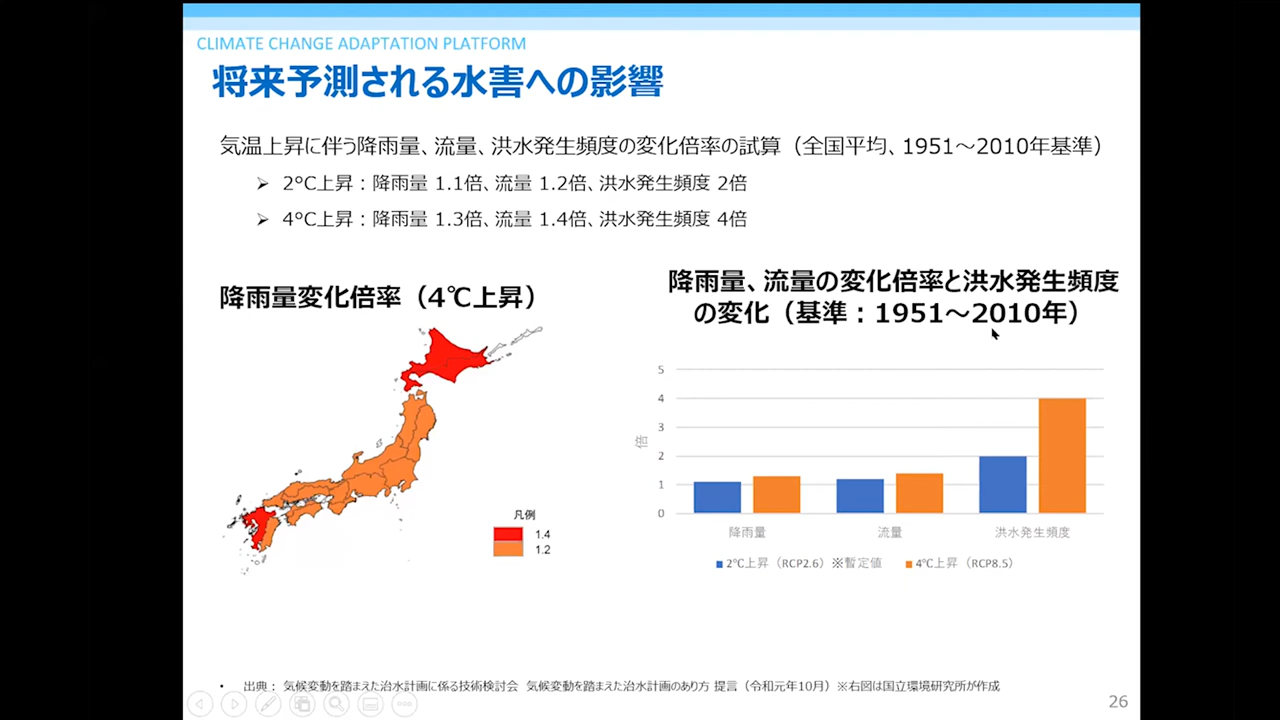 CLIMATE CHANGE ADAPTATION PLATFORM
将来予測される水害への影響
気温上昇に伴う降雨量、流量、洪水発生頻度の変化倍率の試算（全国平均、1951～2010年基準）
➢ 2°C上昇：降雨量 1.1倍、流量 1.2倍、洪水発生頻度 2倍
➢ 4°C上昇：降雨量 1.3倍、流量 1.4倍、洪水発生頻度 4倍
降雨量変化倍率（4℃上昇）
凡例
1.4
1.2
降雨量、流量の変化倍率と洪水発生頻度
の変化（基準：1951～2010年）
5
4
3
2
1
0
倍
降雨量 流量 洪水発生頻度
2℃上昇（RCP2.6）※暫定値 4℃上昇（RCP8.5）
• 出典： 気候変動を踏まえた治水計画に係る技術検討会 気候変動を踏まえた治水計画のあり方 提言（令和元年10月）※右図は国立環境研究所が作成
26